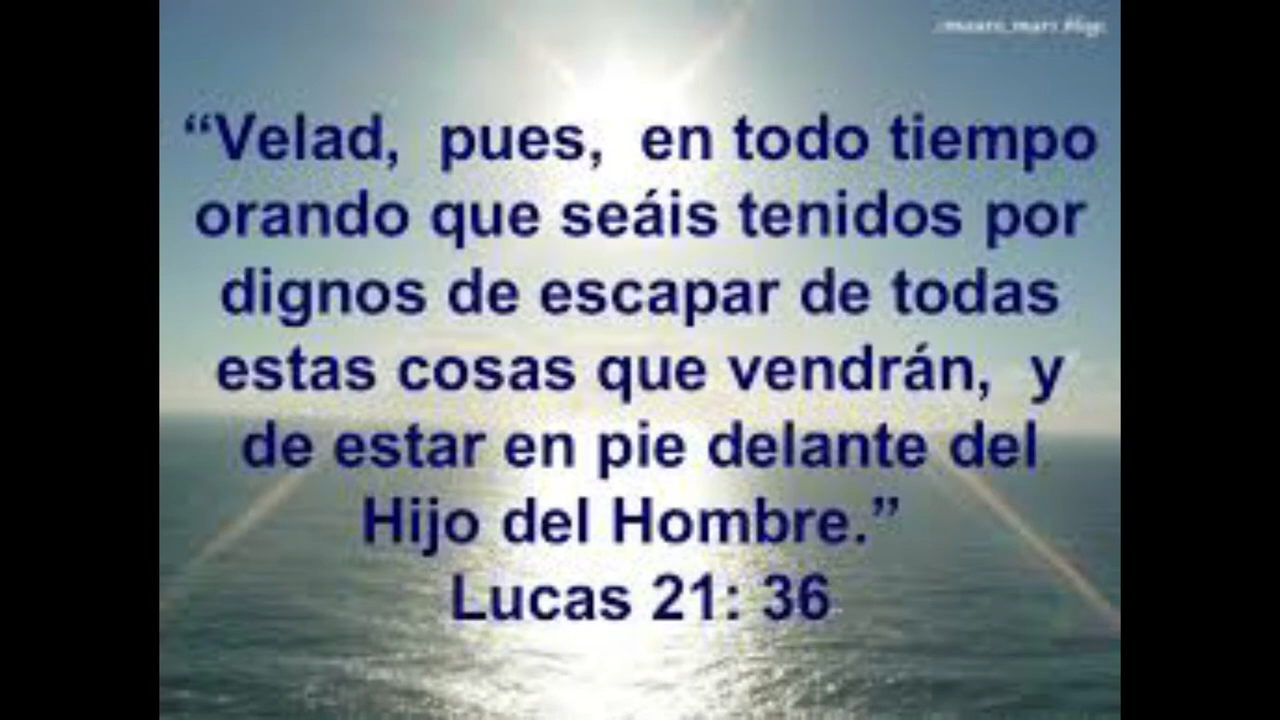 “Velad, pues, en todo tiempo
orando que seáis tenidos por
dignos de escapar de todas
estas cosas que vendrán, y
de estar en pie delante del
Hijo del Hombre.”
Lucas 21: 36